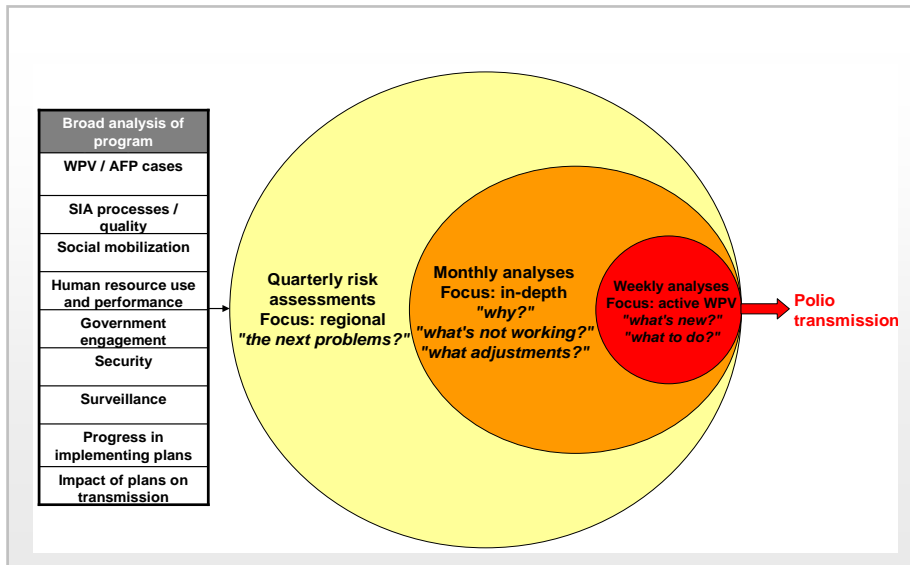 Broad analysis of
program
WPV / AFP cases
SIA processes /
quality
Social mobilization
Human resource use
and performance
Government
engagement
Security
Surveillance
Progress in
implementing plans
Impact of plans on
transmission
Quarterly risk
assessments
Focus: regional
"the next problems?"
Monthly analyses
Focus: in-depth
"why?"
"what's not working?"
"what adjustments?"
Weekly analyses
Focus: active WPV
"what's new?"
"what to do?"
Polio
transmission